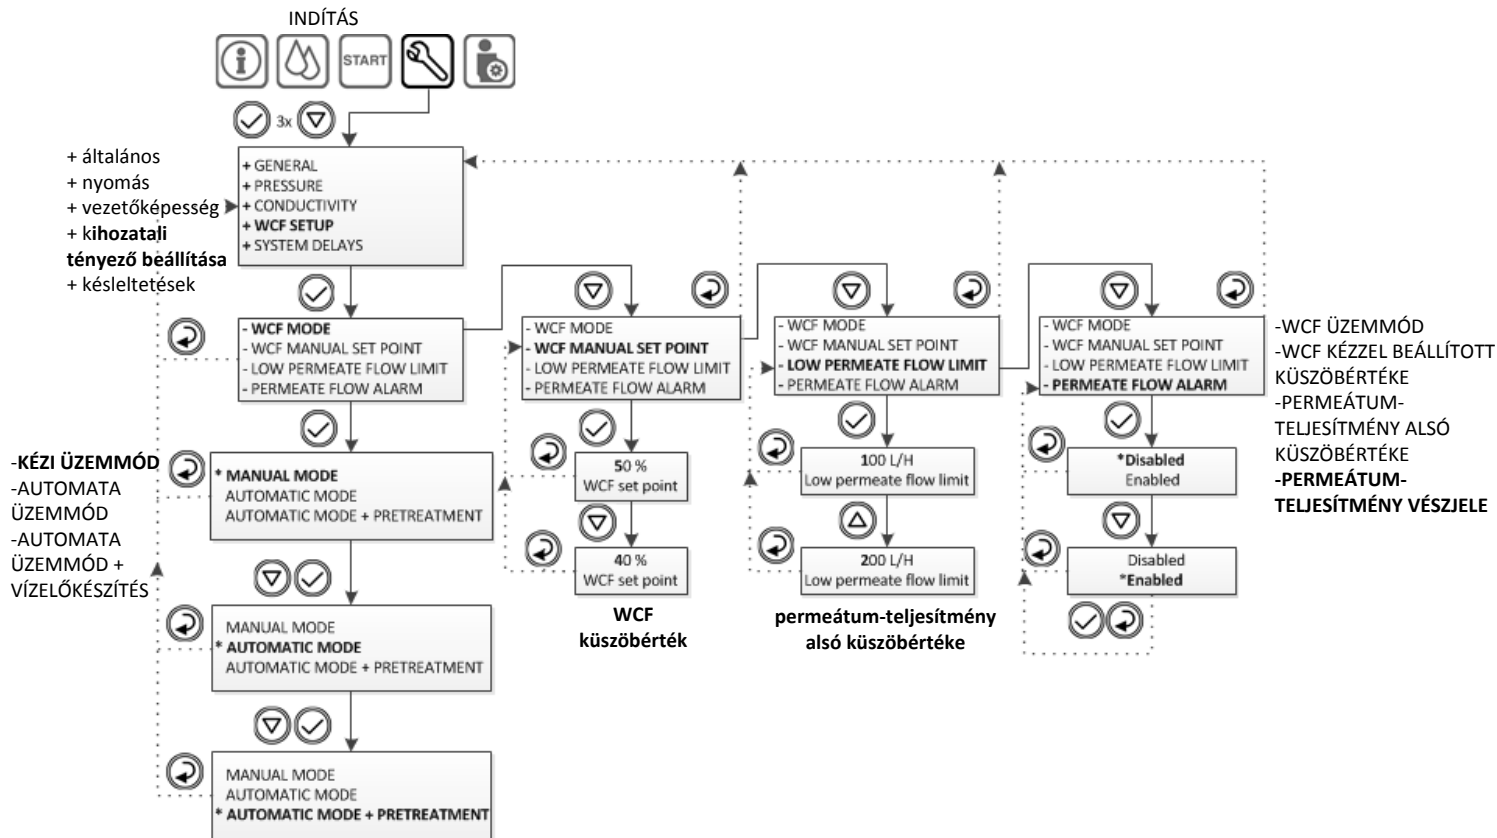 INDÍTÁS
START
3x
+ általános
+ nyomás
+ vezetőképesség
+ kihozatali
tényező beállítása
+ késleltetések
+ GENERAL
+ PRESSURE
+ CONDUCTIVITY
+ WCF SETUP
+ SYSTEM DELAYS
- WCF MODE
- WCF MANUAL SET POINT
- LOW PERMEATE FLOW LIMIT
- PERMEATE FLOW ALARM
- WCF MODE
- WCF MANUAL SET POINT
- LOW PERMEATE FLOW LIMIT
- PERMEATE FLOW ALARM
- WCF MODE
- WCF MANUAL SET POINT
- LOW PERMEATE FLOW LIMIT
- PERMEATE FLOW ALARM
- WCF MODE
- WCF MANUAL SET POINT
- LOW PERMEATE FLOW LIMIT
- PERMEATE FLOW ALARM
-WCF ÜZEMMÓD
-WCF KÉZZEL BEÁLLÍTOTT
KÜSZÖBÉRTÉKE
-PERMEÁTUM-
TELJESÍTMÉNY ALSÓ
KÜSZÖBÉRTÉKE
-PERMEÁTUM-
TELJESÍTMÉNY VÉSZJELE
-KÉZI ÜZEMMÓD
-AUTOMATA
ÜZEMMÓD
-AUTOMATA
ÜZEMMÓD +
VÍZELŐKÉSZÍTÉS
* MANUAL MODE
AUTOMATIC MODE
AUTOMATIC MODE + PRETREATMENT
50 %
WCF set point
100 L/H
Low permeate flow limit
*Disabled
Enabled
40 %
WCF set point
200 L/H
Low permeate flow limit
Disabled
*Enabled
WCF
küszöbérték
permeátum-teljesítmény
alsó küszöbértéke
MANUAL MODE
* AUTOMATIC MODE
AUTOMATIC MODE + PRETREATMENT
MANUAL MODE
AUTOMATIC MODE
* AUTOMATIC MODE + PRETREATMENT